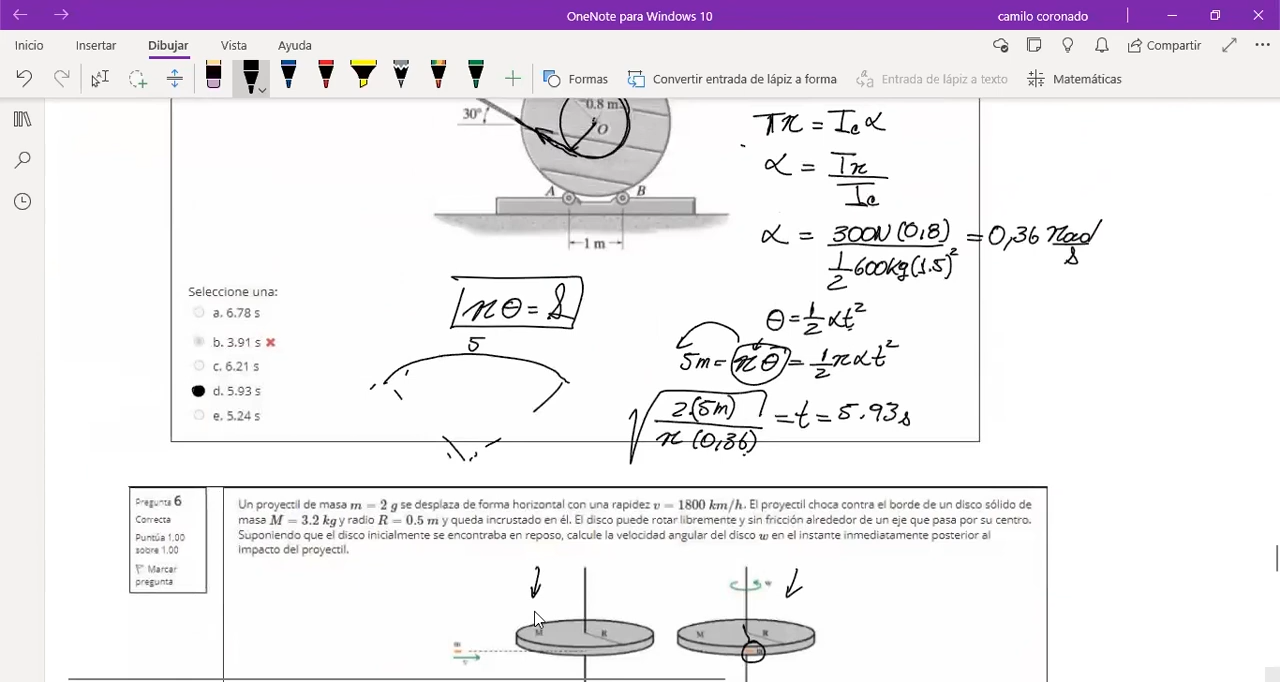 OneNote para Windows 10
camilo coronado
Inicio
Insertar
Dibujar
Vista
Ayuda
Compartir
Formas
Convertir entrada de lápiz a forma
Entrada de lápiz a texto
Matemáticas
0.8 m
30°
O
A
B
1 m
Tr = Ic α
α = Tr / Ic
α = 300N (0,8) / ½ 600kg (1.5)² = 0,36 rad/s
θ = ½ αt²
5m = rθ = ½ rαt²
√ 2(5m) / r (0,36) = t = 5.93s
rθ = S
5
Seleccione una:
a. 6.78 s
b. 3.91 s
c. 6.21 s
d. 5.93 s
e. 5.24 s
Pregunta 6
Correcta
Puntúa 1.00
sobre 1.00
Marcar
pregunta
Un proyectil de masa m = 2 g se desplaza de forma horizontal con una rapidez v = 1800 km/h. El proyectil choca contra el borde de un disco sólido de
masa M = 3.2 kg y radio R = 0.5 m y queda incrustado en él. El disco puede rotar libremente y sin fricción alrededor de un eje que pasa por su centro.
Suponiendo que el disco inicialmente se encontraba en reposo, calcule la velocidad angular del disco w en el instante inmediatamente posterior al
impacto del proyectil.
w
M
R
M
R
m
v
m